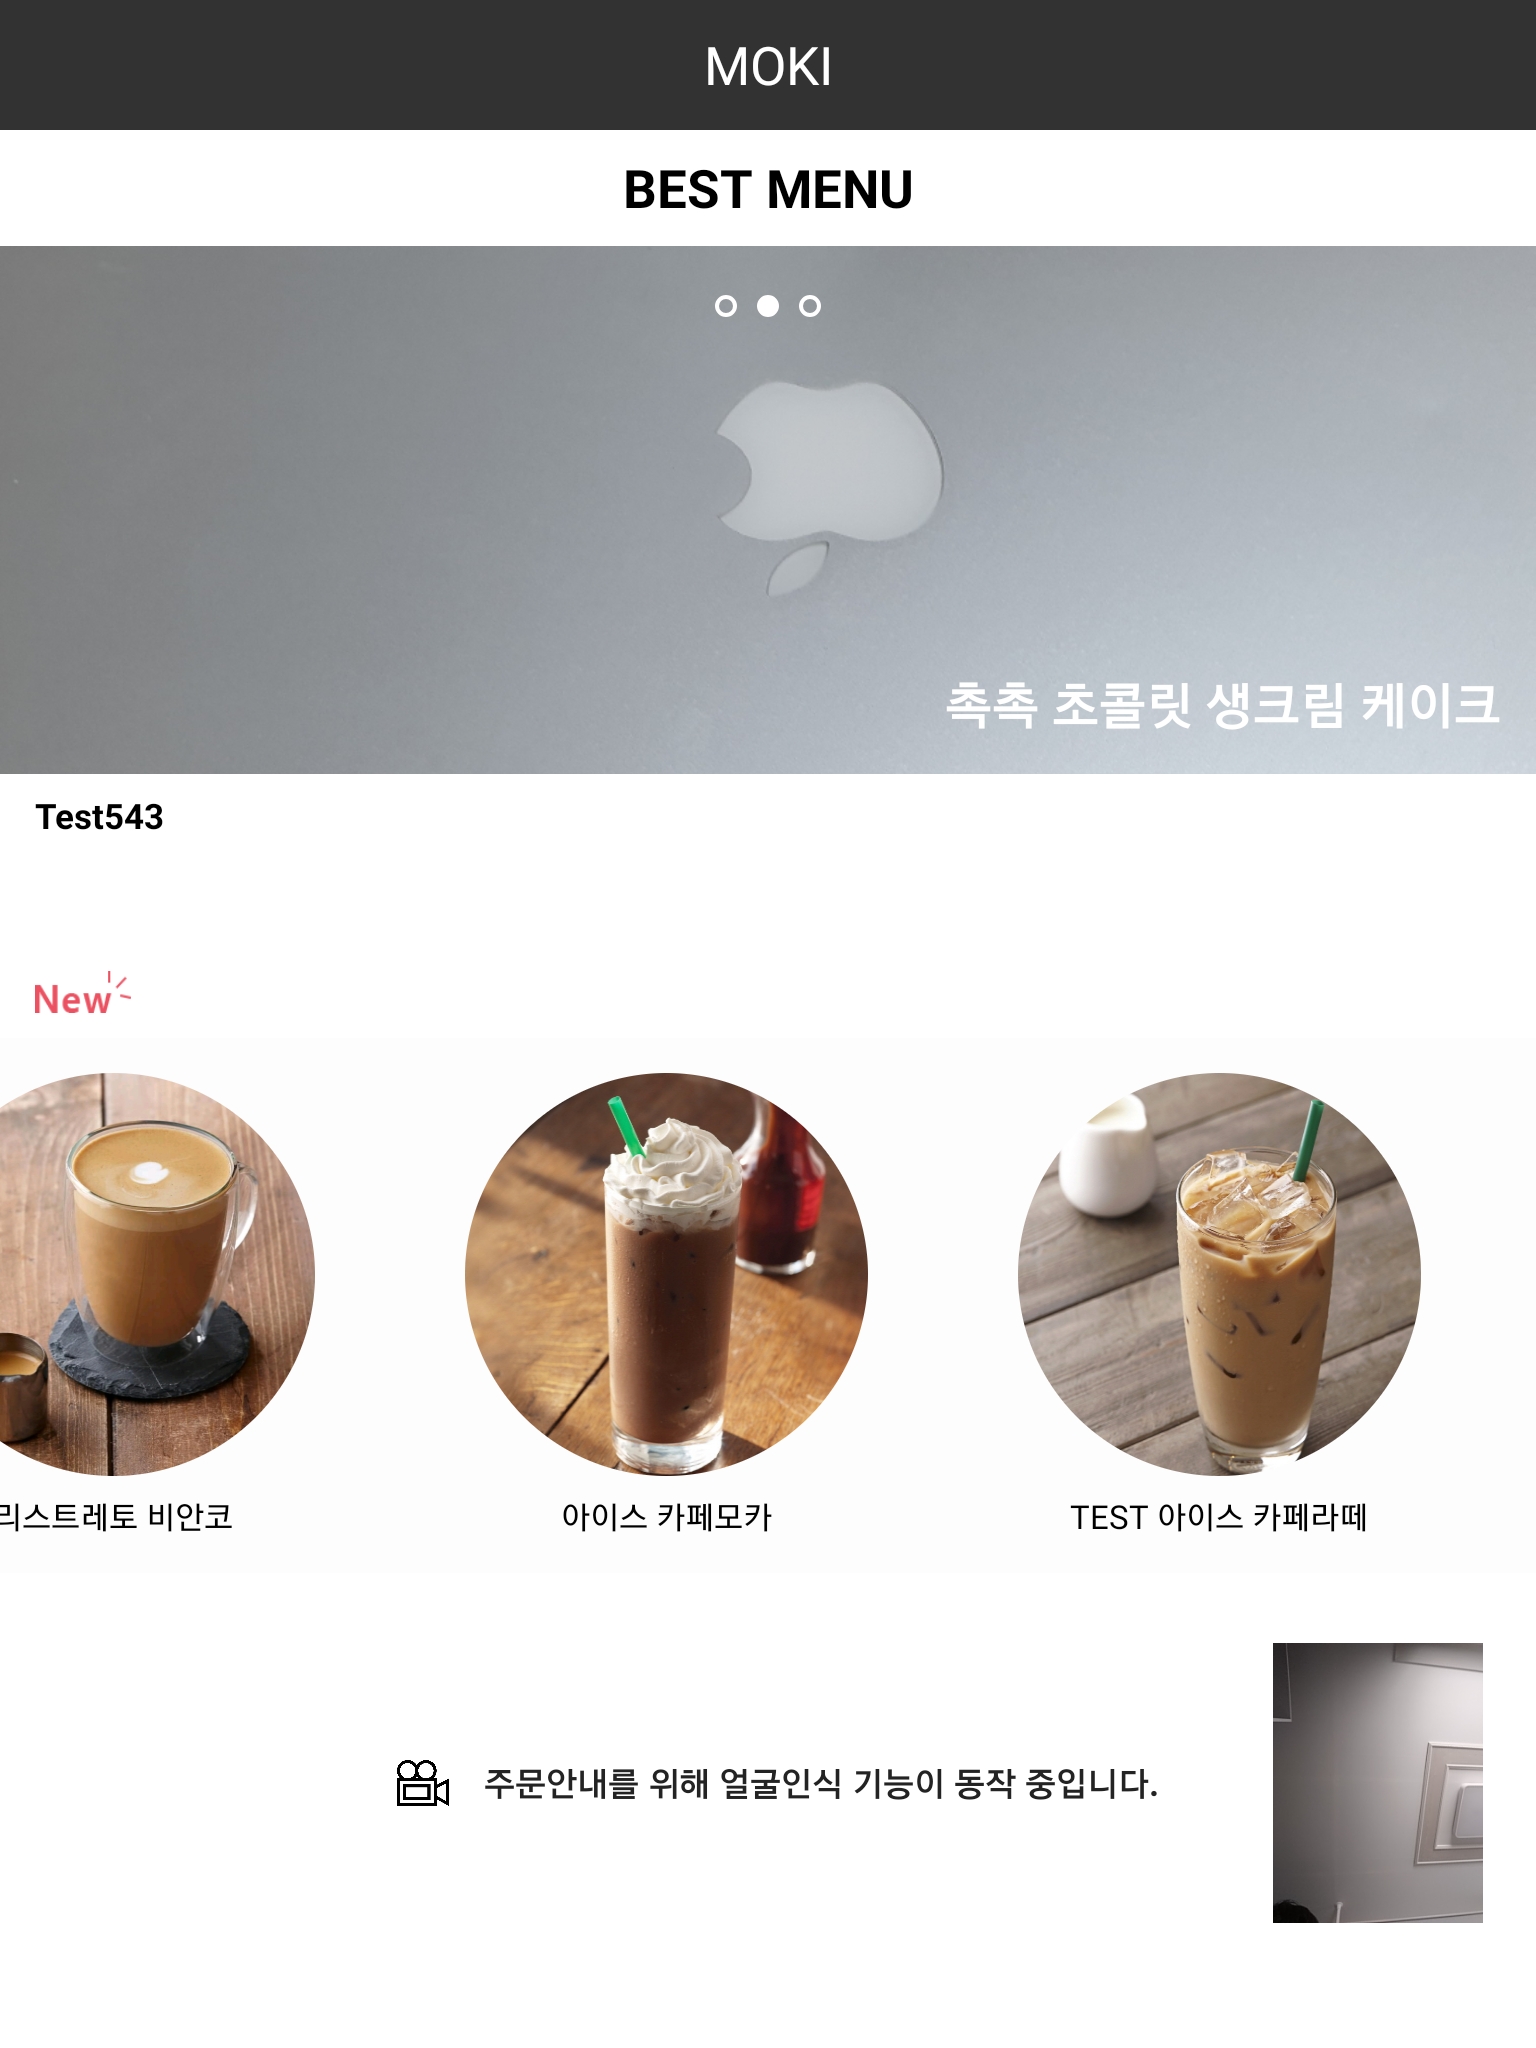 MOKI
BEST MENU
촉촉 초콜릿 생크림 케이크
Test543
New
리스트레토 비안코
아이스 카페모카
TEST 아이스 카페라떼
주문안내를 위해 얼굴인식 기능이 동작 중입니다.